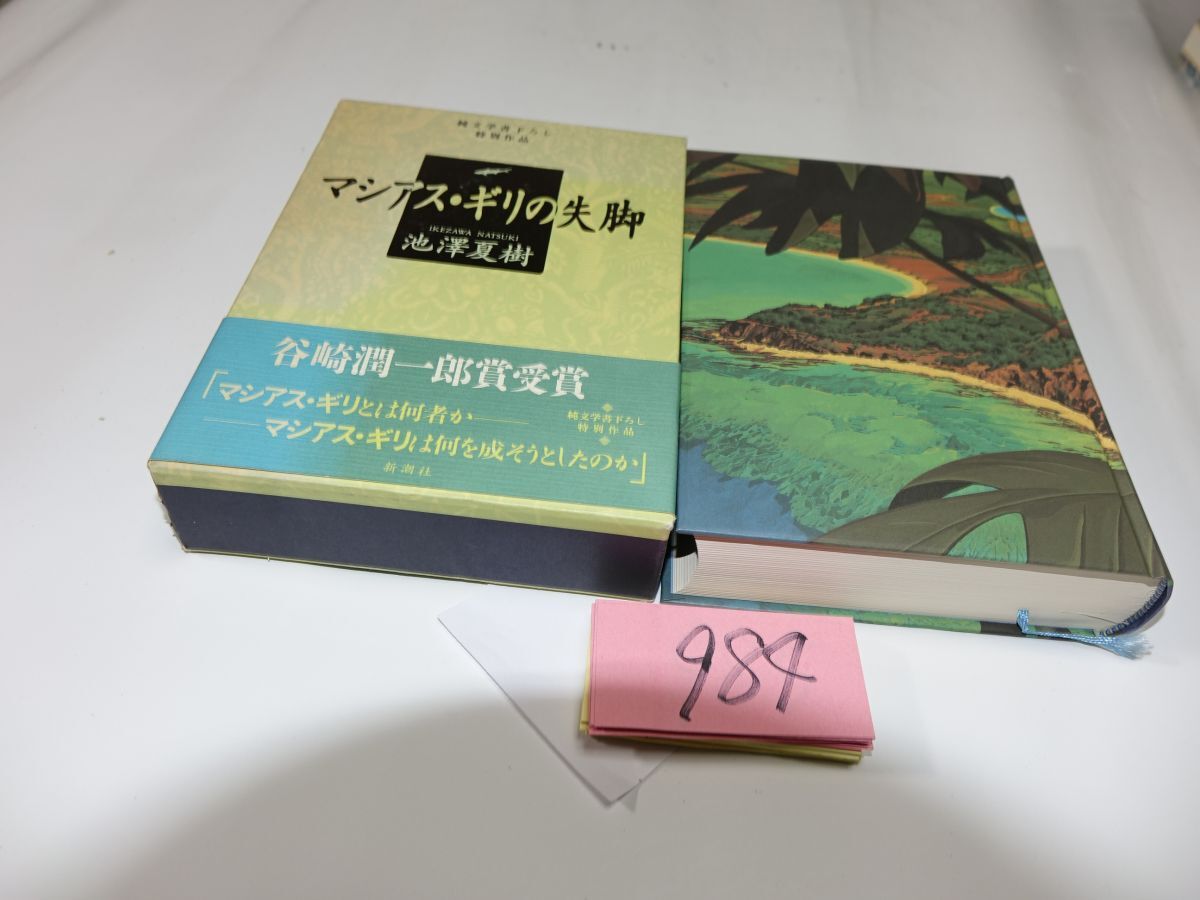 純文学書下ろし
特別作品
マシアス・ギリの失脚
IKEZAWA NATSUKI
池澤夏樹
谷崎潤一郎賞受賞
「マシアス・ギリとは何者か――
――マシアス・ギリは何を成そうとしたのか」
純文学書下ろし
特別作品
新潮社
984